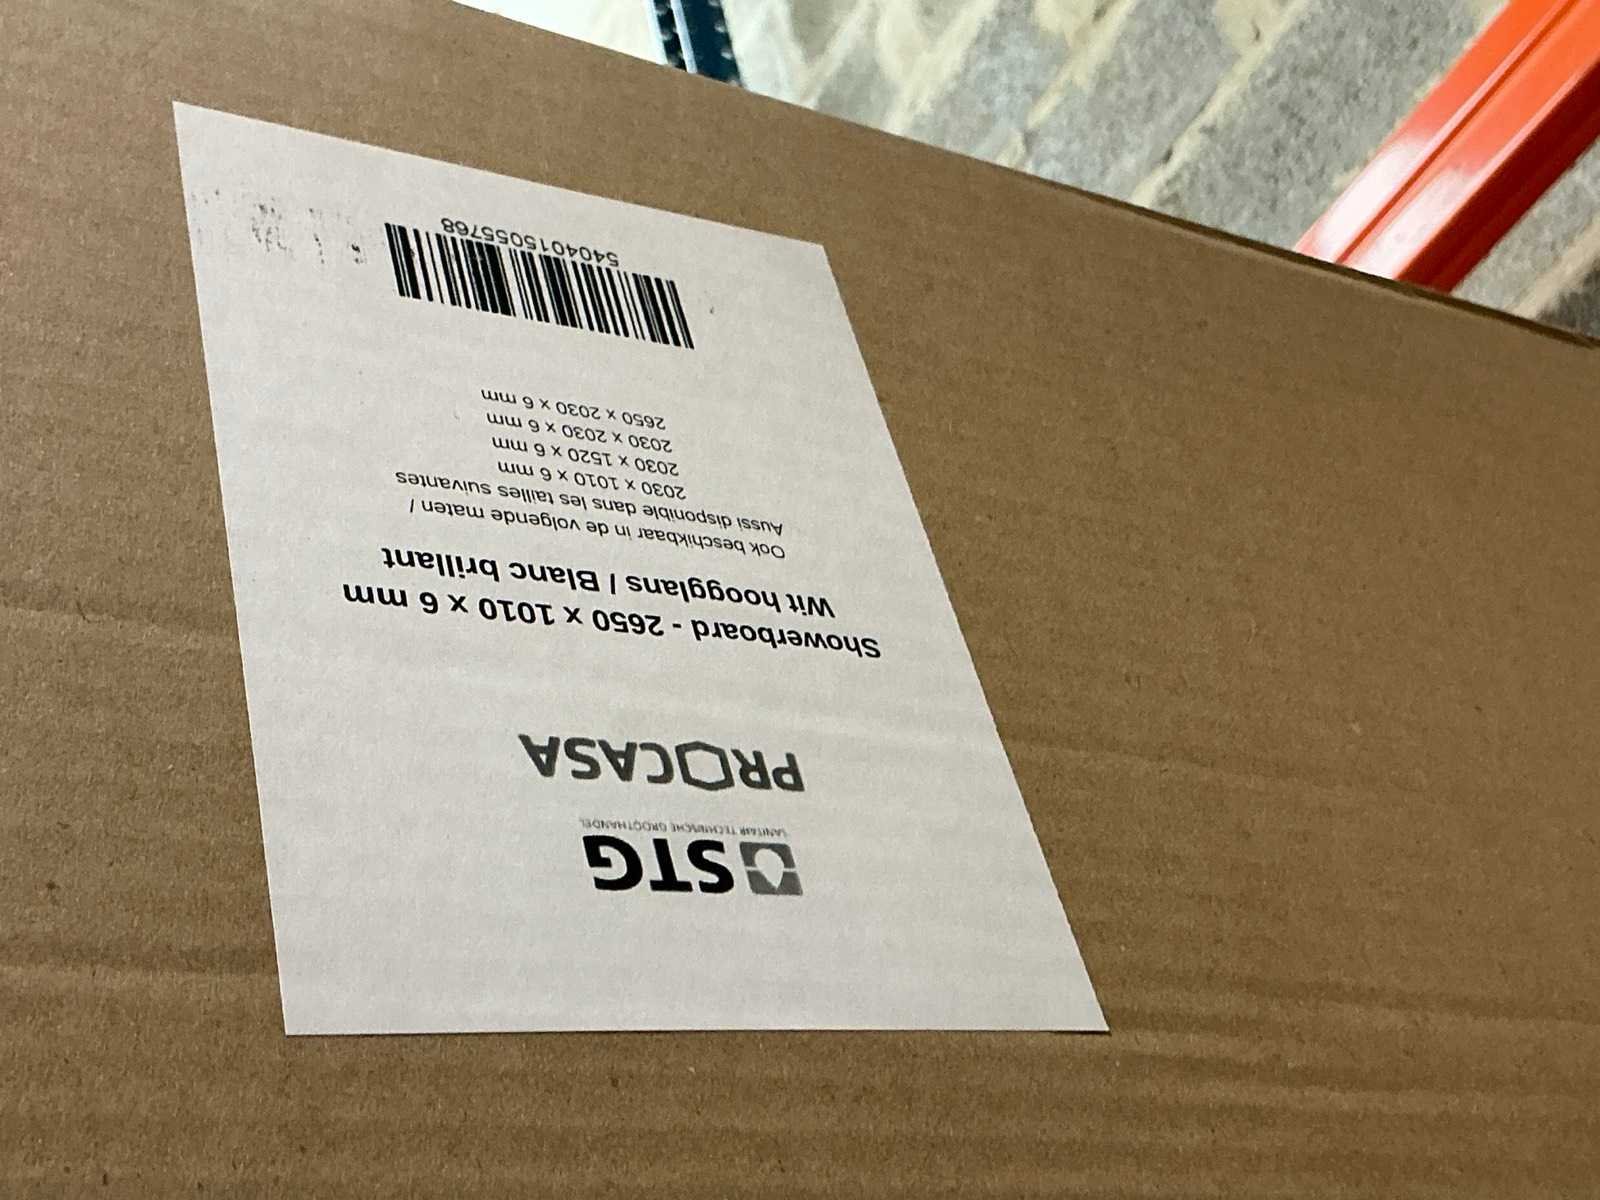 STG
SANITAIR TECHNISCHE GROOTHANDEL
PROCASA
Showerboard - 2650 x 1010 x 6 mm
Wit hoogglans / Blanc brillant
Ook beschikbaar in de volgende maten /
Aussi disponible dans les tailles suivantes
2030 x 1010 x 6 mm
2030 x 1520 x 6 mm
2030 x 2030 x 6 mm
2650 x 2030 x 6 mm
5404015055768